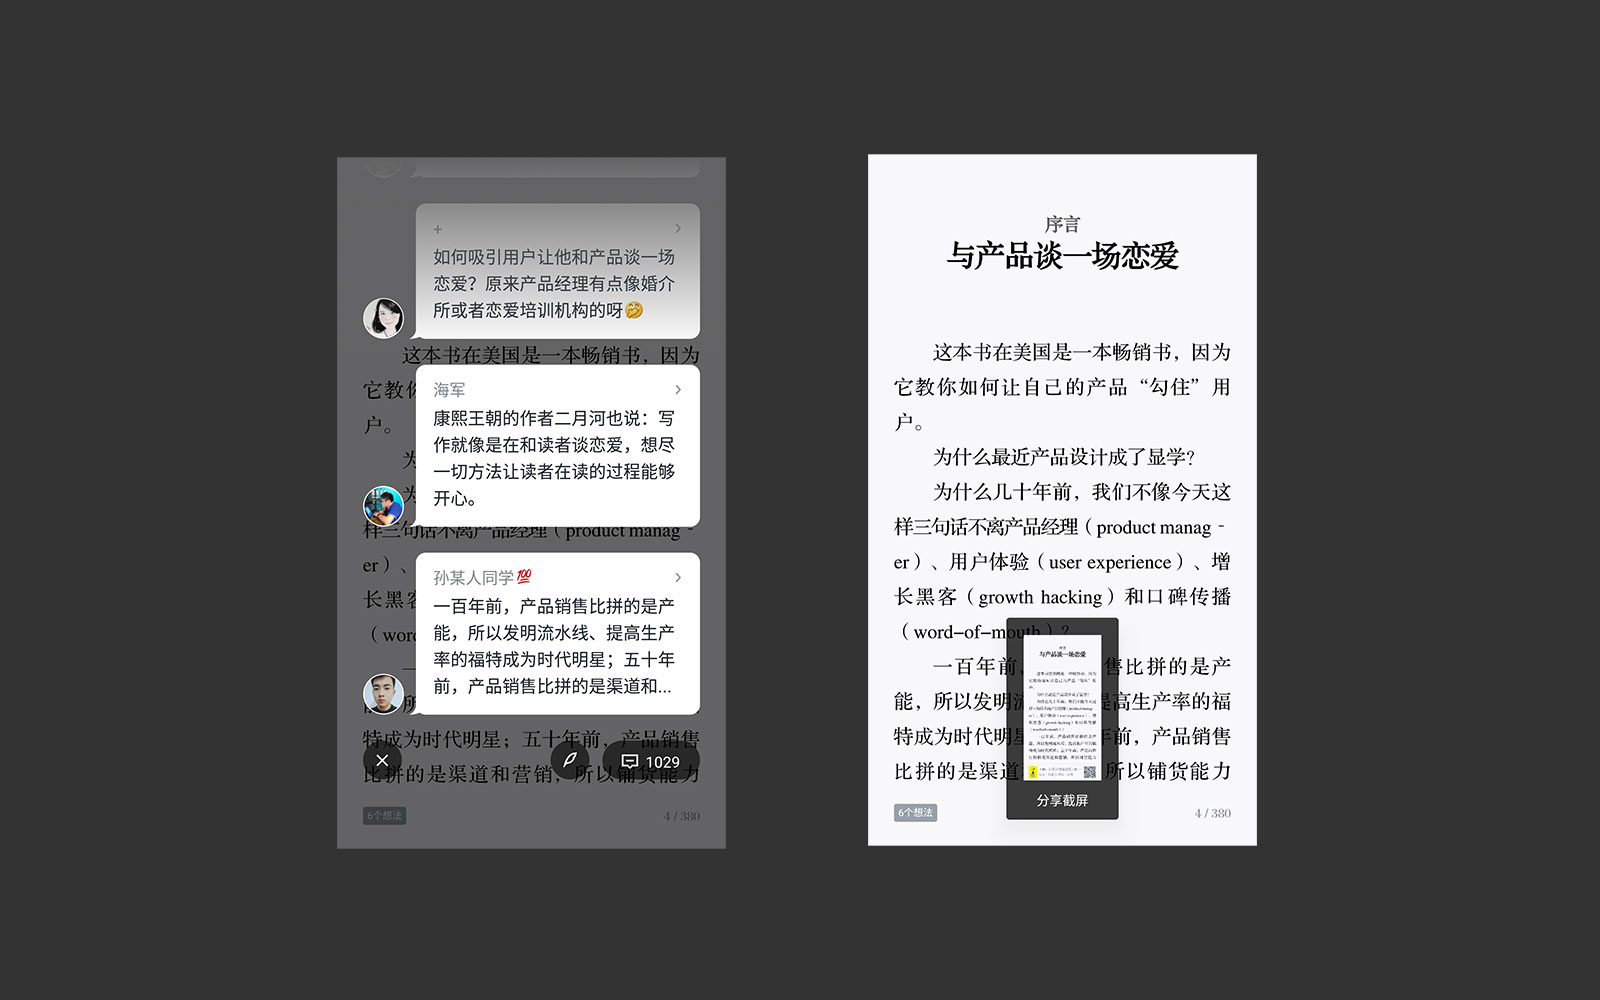 +
如何吸引用户让他和产品谈一场
恋爱？原来产品经理有点像婚介
所或者恋爱培训机构的呀🤣
这本书在美国是一本畅销书，因为
它教你
户。
海军
康熙王朝的作者二月河也说：写
作就像是在和读者谈恋爱，想尽
一切方法让读者在读的过程能够
开心。
为
为
样三句话不离产品经理（product manag-
er）、
长黑客
（word
孙某人同学💯
一百年前，产品销售比拼的是产
能，所以发明流水线、提高生产
率的福特成为时代明星；五十年
前，产品销售比拼的是渠道和...
一
特成为时代明星；五十年前，产品销售
比拼的是渠道和营销，所以铺货能力
1029
6个想法
4 / 380
序言
与产品谈一场恋爱
这本书在美国是一本畅销书，因为
它教你如何让自己的产品“勾住”用
户。
为什么最近产品设计成了显学？
为什么几十年前，我们不像今天这
样三句话不离产品经理（product manag-
er）、用户体验（user experience）、增
长黑客（growth hacking）和口碑传播
（word-of-mouth）？
一百年前，售比拼的是产
能，所以发明流提高生产率的福
特成为时代明年前，产品销售
比拼的是渠道所以铺货能力
序言
与产品谈一场恋爱
分享截屏
6个想法
4 / 380